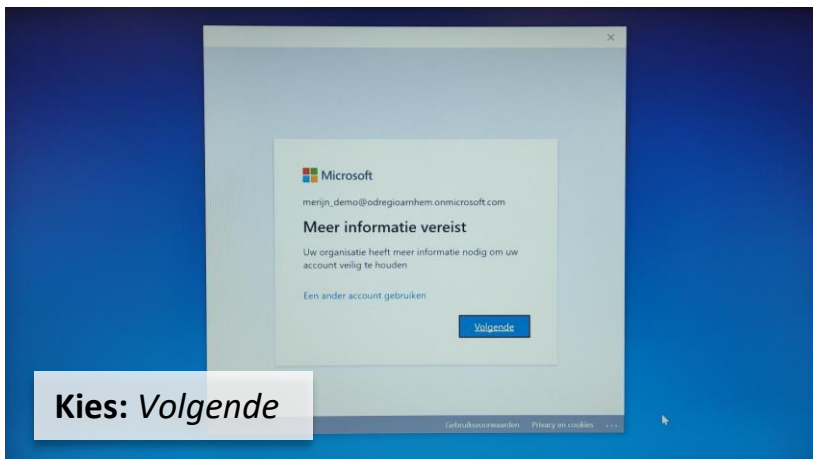 Microsoft
merijn_demo@odregioarnhem.onmicrosoft.com
Meer informatie vereist
Uw organisatie heeft meer informatie nodig om uw
account veilig te houden
Een ander account gebruiken
Volgende
Kies: Volgende
Gebruiksvoorwaarden Privacy en cookies ...